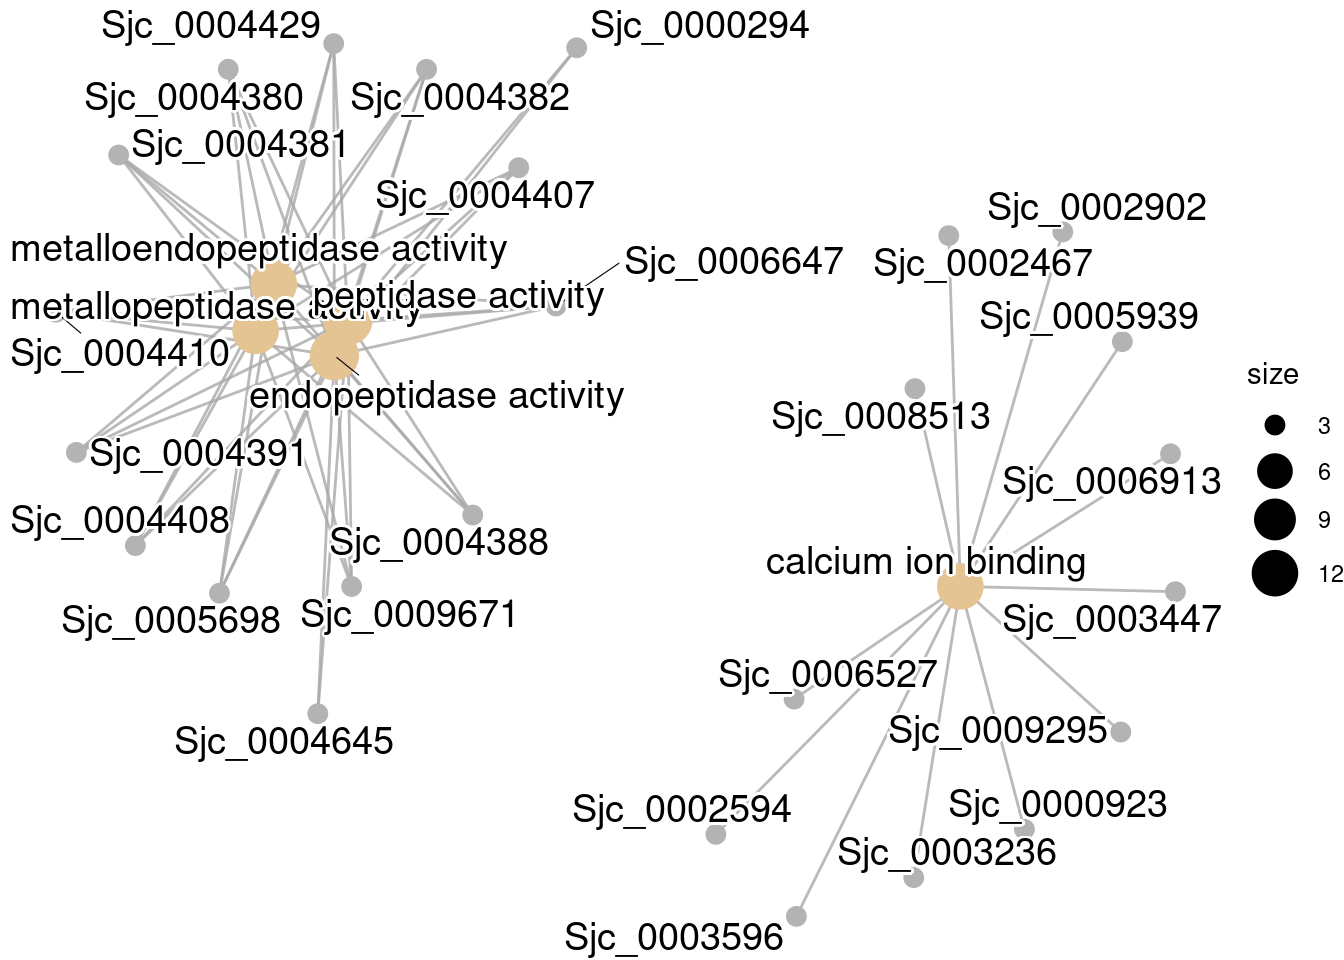 Sjc_0004429
Sjc_0000294
Sjc_0004380
Sjc_0004382
Sjc_0004381
Sjc_0004407
metalloendopeptidase activity
Sjc_0006647
peptidase activity
metallopeptidase activity
Sjc_0004410
endopeptidase activity
Sjc_0004391
Sjc_0004408
Sjc_0004388
Sjc_0005698
Sjc_0009671
Sjc_0004645
Sjc_0002902
Sjc_0002467
Sjc_0005939
Sjc_0008513
Sjc_0006913
calcium ion binding
Sjc_0003447
Sjc_0006527
Sjc_0009295
Sjc_0002594
Sjc_0000923
Sjc_0003236
Sjc_0003596
size
3
6
9
12